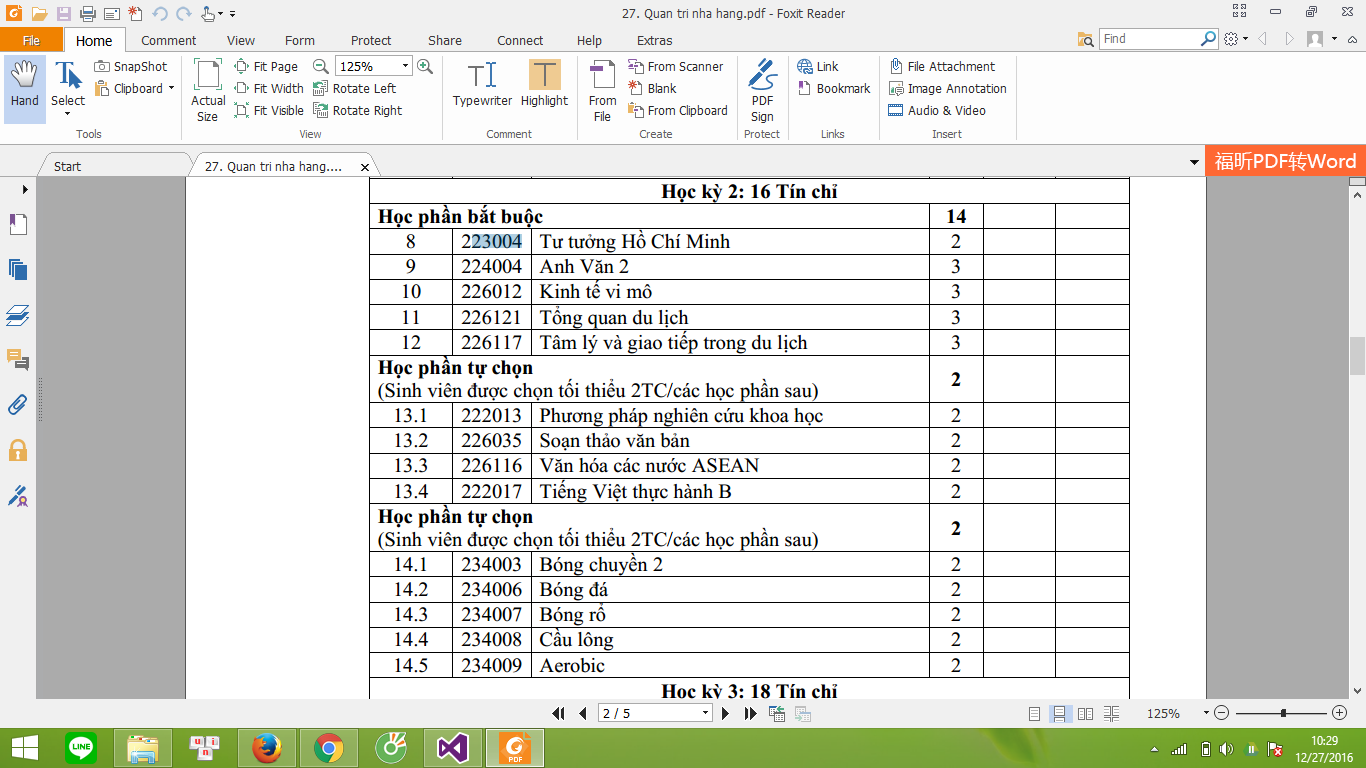 27. Quan tri nha hang.pdf - Foxit Reader
File Home Comment View Form Protect Share Connect Help Extras Find
Hand Select SnapShot Clipboard Actual Size Fit Page Fit Width Fit Visible 125% Rotate Left Rotate Right Typewriter Highlight From File From Scanner Blank From Clipboard PDF Sign Link Bookmark File Attachment Image Annotation Audio & Video
Tools View Comment Create Protect Links Insert
Start 27. Quan tri nha hang.... 福昕PDF转Word
Học kỳ 2: 16 Tín chỉ
Học phần bắt buộc 14
8 223004 Tư tưởng Hồ Chí Minh 2
9 224004 Anh Văn 2 3
10 226012 Kinh tế vi mô 3
11 226121 Tổng quan du lịch 3
12 226117 Tâm lý và giao tiếp trong du lịch 3
Học phần tự chọn
(Sinh viên được chọn tối thiểu 2TC/các học phần sau) 2
13.1 222013 Phương pháp nghiên cứu khoa học 2
13.2 226035 Soạn thảo văn bản 2
13.3 226116 Văn hóa các nước ASEAN 2
13.4 222017 Tiếng Việt thực hành B 2
Học phần tự chọn
(Sinh viên được chọn tối thiểu 2TC/các học phần sau) 2
14.1 234003 Bóng chuyền 2 2
14.2 234006 Bóng đá 2
14.3 234007 Bóng rổ 2
14.4 234008 Cầu lông 2
14.5 234009 Aerobic 2
Học kỳ 3: 18 Tín chỉ
2 / 5 125%
LINE u i n PDF
10:29
12/27/2016